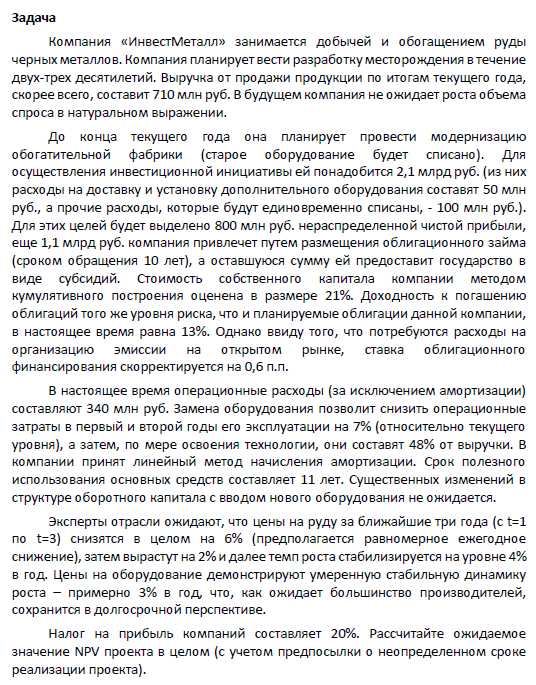 Задача
Компания «ИнвестМеталл» занимается добычей и обогащением руды
черных металлов. Компания планирует вести разработку месторождения в течение
двух-трех десятилетий. Выручка от продажи продукции по итогам текущего года,
скорее всего, составит 710 млн руб. В будущем компания не ожидает роста объема
спроса в натуральном выражении.
До конца текущего года она планирует провести модернизацию
обогатительной фабрики (старое оборудование будет списано). Для
осуществления инвестиционной инициативы ей понадобится 2,1 млрд руб. (из них
расходы на доставку и установку дополнительного оборудования составят 50 млн
руб., а прочие расходы, которые будут единовременно списаны, - 100 млн руб.).
Для этих целей будет выделено 800 млн руб. нераспределенной чистой прибыли,
еще 1,1 млрд руб. компания привлечет путем размещения облигационного займа
(сроком обращения 10 лет), а оставшуюся сумму ей предоставит государство в
виде субсидий. Стоимость собственного капитала компании методом
кумулятивного построения оценена в размере 21%. Доходность к погашению
облигаций того же уровня риска, что и планируемые облигации данной компании,
в настоящее время равна 13%. Однако ввиду того, что потребуются расходы на
организацию эмиссии на открытом рынке, ставка облигационного
финансирования скорректируется на 0,6 п.п.
В настоящее время операционные расходы (за исключением амортизации)
составляют 340 млн руб. Замена оборудования позволит снизить операционные
затраты в первый и второй годы его эксплуатации на 7% (относительно текущего
уровня), а затем, по мере освоения технологии, они составят 48% от выручки. В
компании принят линейный метод начисления амортизации. Срок полезного
использования основных средств составляет 11 лет. Существенных изменений в
структуре оборотного капитала с вводом нового оборудования не ожидается.
Эксперты отрасли ожидают, что цены на руду за ближайшие три года (с t=1
по t=3) снизятся в целом на 6% (предполагается равномерное ежегодное
снижение), затем вырастут на 2% и далее темп роста стабилизируется на уровне 4%
в год. Цены на оборудование демонстрируют умеренную стабильную динамику
роста – примерно 3% в год, что, как ожидает большинство производителей,
сохранится в долгосрочной перспективе.
Налог на прибыль компаний составляет 20%. Рассчитайте ожидаемое
значение NPV проекта в целом (с учетом предпосылки о неопределенном сроке
реализации проекта).